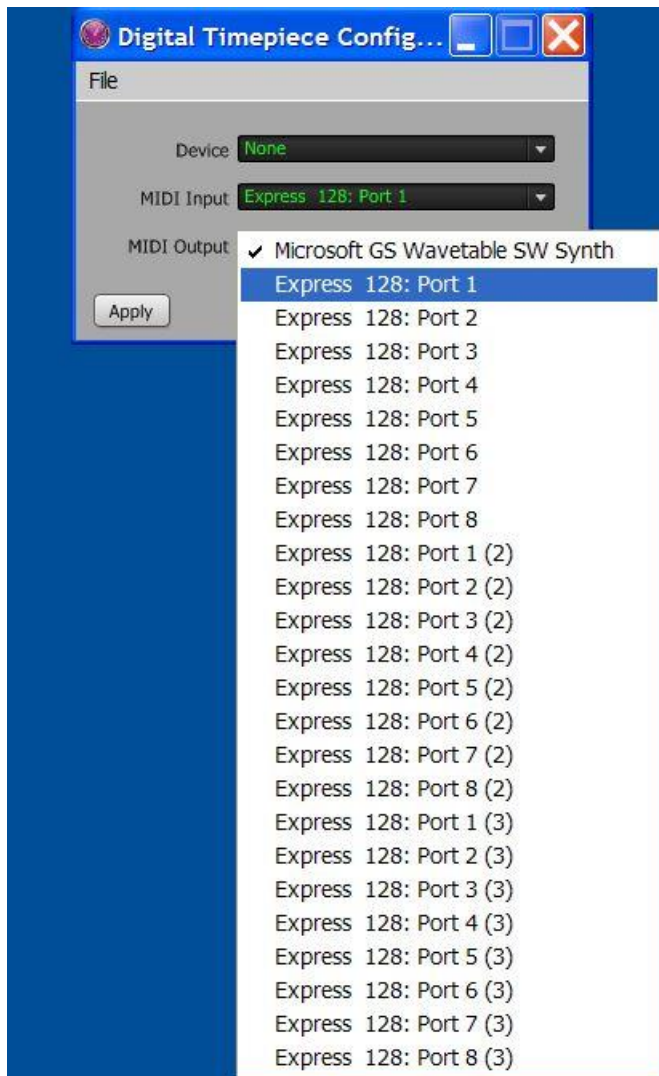 Digital Timepiece Config...
File
Device None
MIDI Input Express 128: Port 1
MIDI Output
✓ Microsoft GS Wavetable SW Synth
Express 128: Port 1
Apply
Express 128: Port 2
Express 128: Port 3
Express 128: Port 4
Express 128: Port 5
Express 128: Port 6
Express 128: Port 7
Express 128: Port 8
Express 128: Port 1 (2)
Express 128: Port 2 (2)
Express 128: Port 3 (2)
Express 128: Port 4 (2)
Express 128: Port 5 (2)
Express 128: Port 6 (2)
Express 128: Port 7 (2)
Express 128: Port 8 (2)
Express 128: Port 1 (3)
Express 128: Port 2 (3)
Express 128: Port 3 (3)
Express 128: Port 4 (3)
Express 128: Port 5 (3)
Express 128: Port 6 (3)
Express 128: Port 7 (3)
Express 128: Port 8 (3)